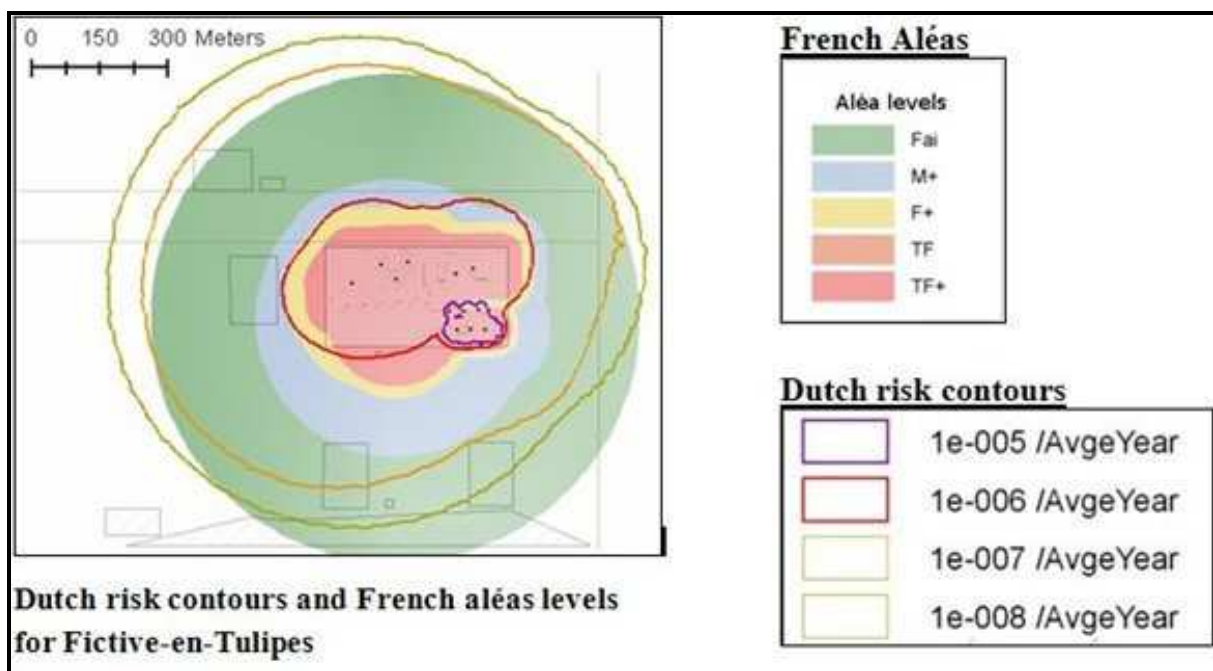 0 150 300 Meters
Dutch risk contours and French aléas levels
for Fictive-en-Tulipes
French Aléas
Aléa levels
Fai
M+
F+
TF
TF+
Dutch risk contours
1e-005 /AvgeYear
1e-006 /AvgeYear
1e-007 /AvgeYear
1e-008 /AvgeYear